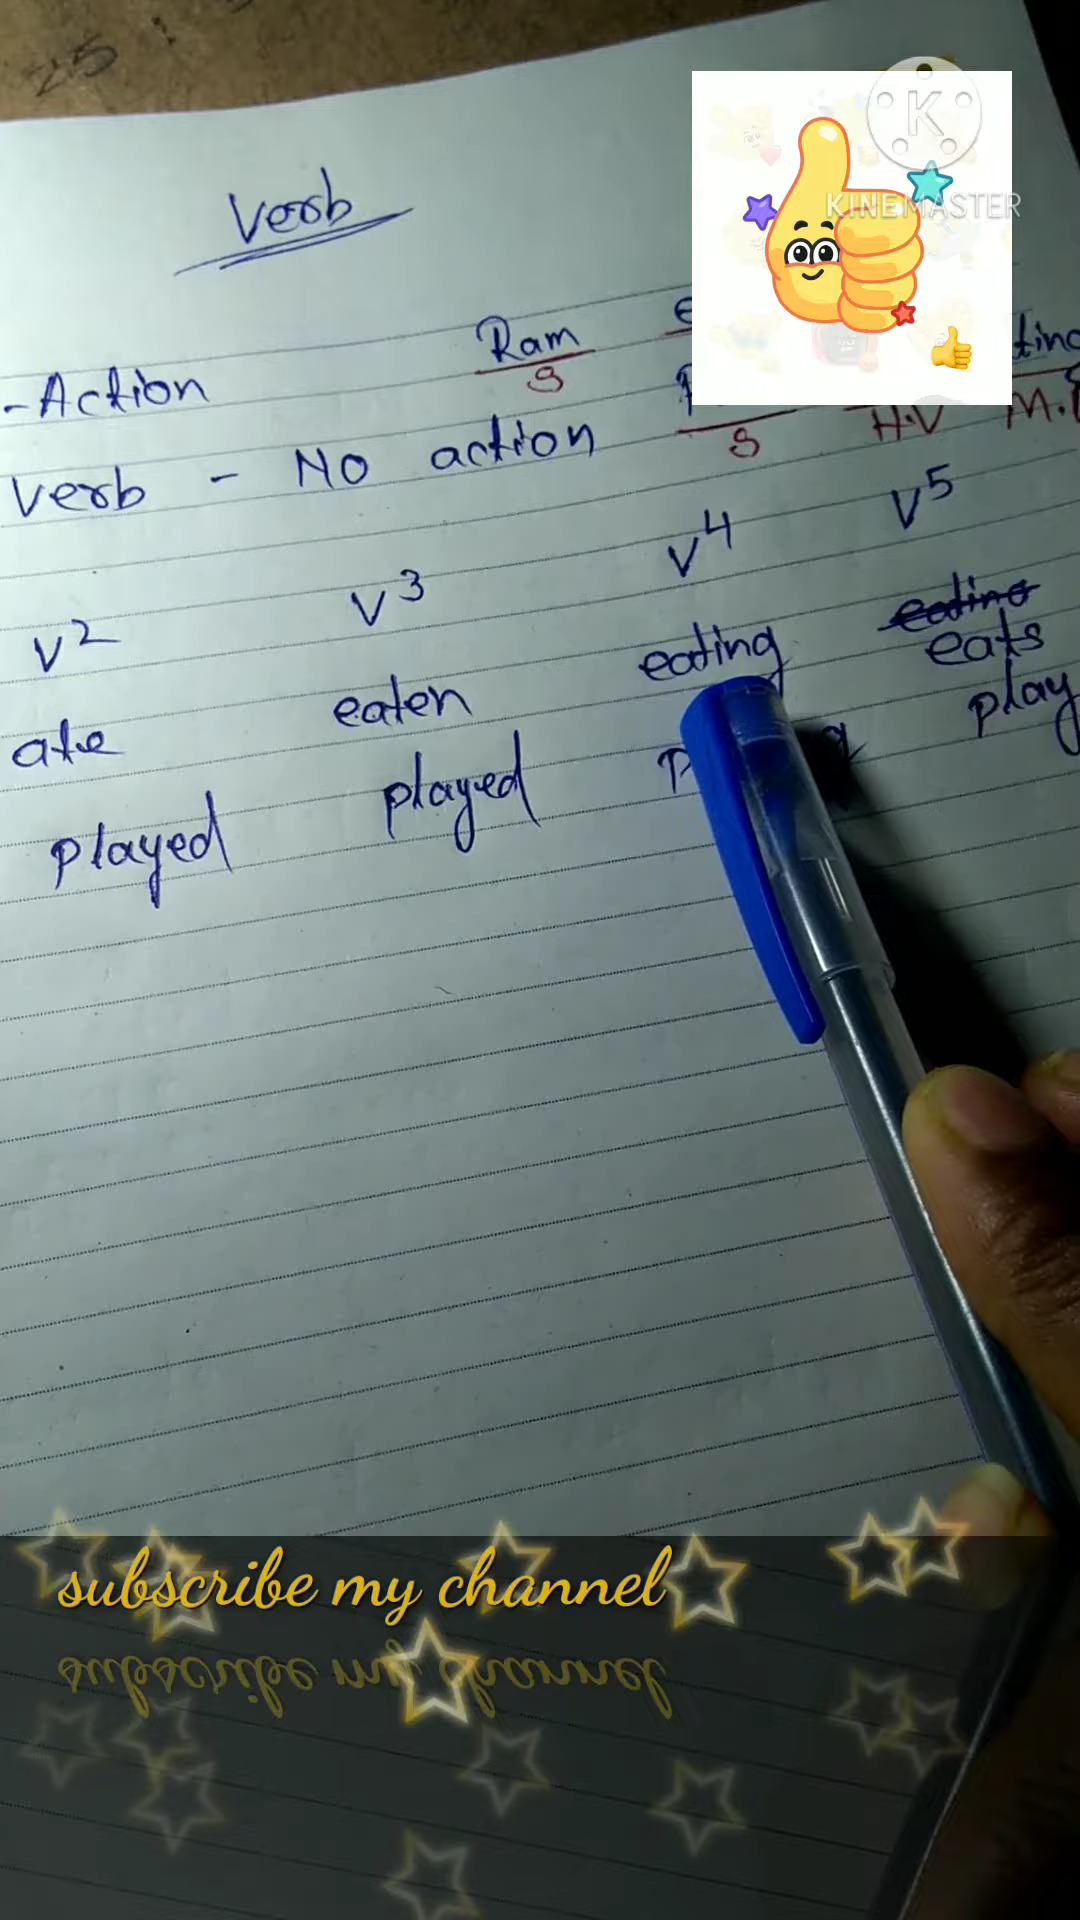 Verb
Ram
S
- Action
ting
Verb - No action
S H.V M.
V2 V3 V4 V5
eating
ate eaten eating eats
played played play
KINEMASTER
subscribe my channel